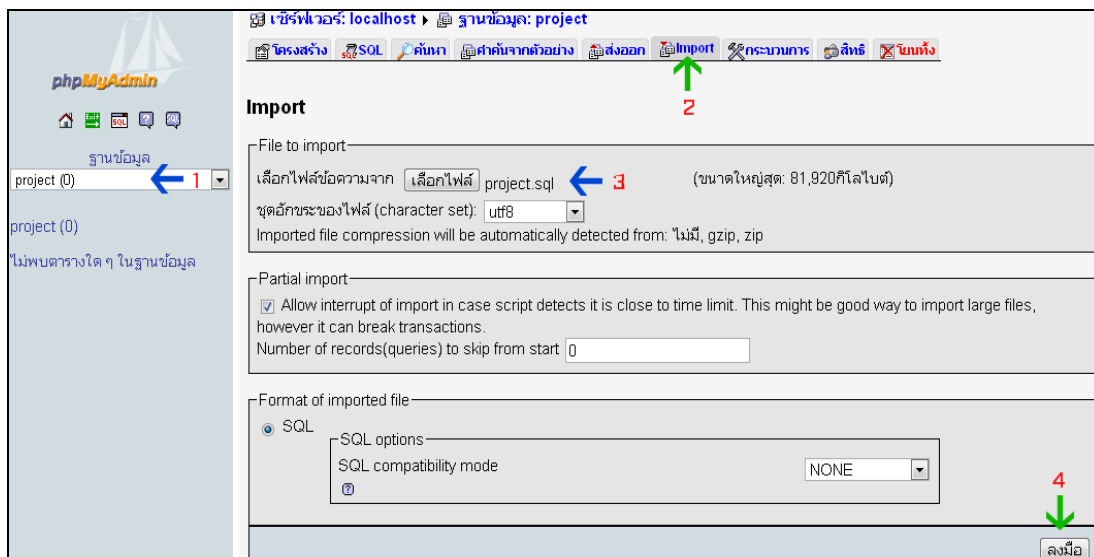 phpMyAdmin
ฐานข้อมูล
project (0)
1
project (0)
ไม่พบตารางใด ๆ ในฐานข้อมูล
เซิร์ฟเวอร์: localhost ฐานข้อมูล: project
โครงสร้าง SQL ค้นหา คำค้นจากตัวอย่าง ส่งออก Import กระบวนการ สิทธิ โยนทิ้ง
2
Import
File to import
เลือกไฟล์ข้อความจาก เลือกไฟล์ project.sql 3 (ขนาดใหญ่สุด: 81,920กิโลไบต์)
ชุดอักขระของไฟล์ (character set): utf8
Imported file compression will be automatically detected from: ไม่มี, gzip, zip
Partial import
Allow interrupt of import in case script detects it is close to time limit. This might be good way to import large files,
however it can break transactions.
Number of records(queries) to skip from start 0
Format of imported file
SQL
SQL options
SQL compatibility mode NONE
4
ลงมือ